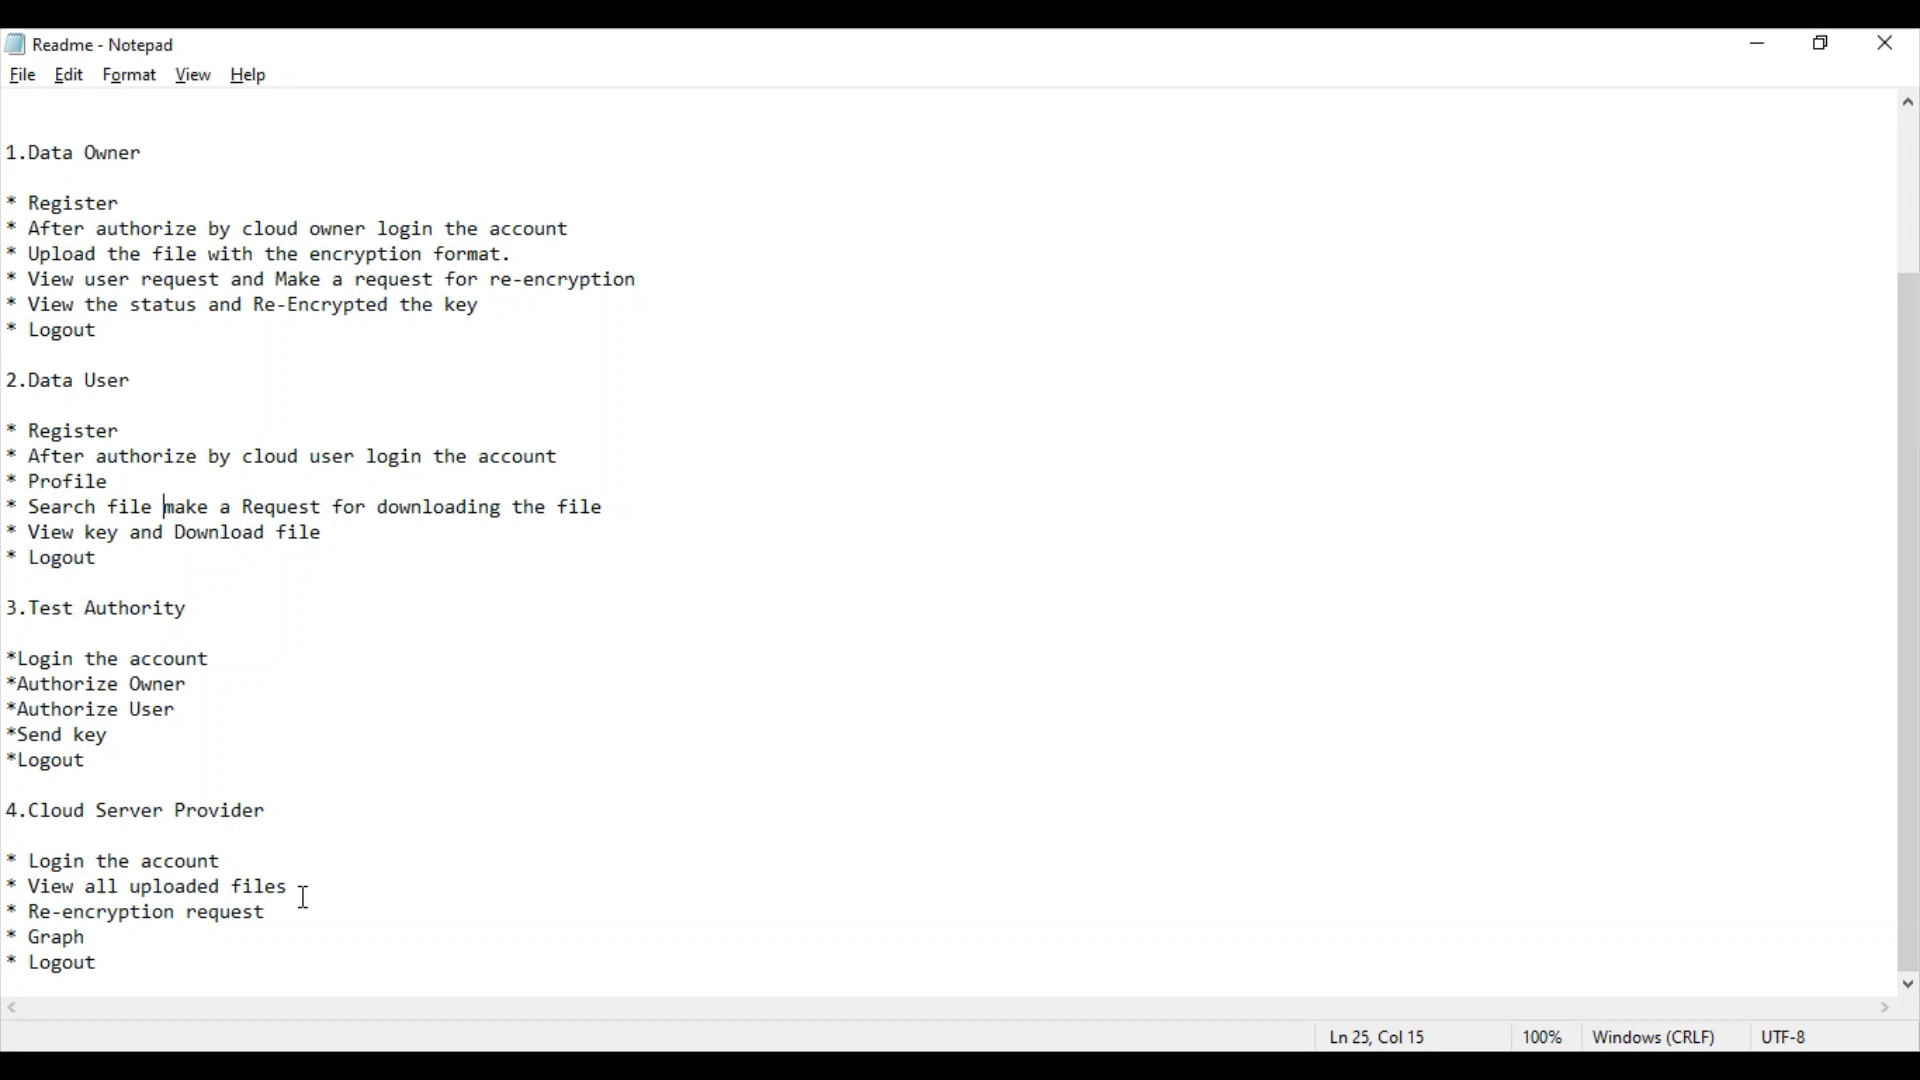 Readme - Notepad
File Edit Format View Help
1.Data Owner
* Register
* After authorize by cloud owner login the account
* Upload the file with the encryption format.
* View user request and Make a request for re-encryption
* View the status and Re-Encrypted the key
* Logout
2.Data User
* Register
* After authorize by cloud user login the account
* Profile
* Search file make a Request for downloading the file
* View key and Download file
* Logout
3.Test Authority
*Login the account
*Authorize Owner
*Authorize User
*Send key
*Logout
4.Cloud Server Provider
* Login the account
* View all uploaded files
* Re-encryption request
* Graph
* Logout
Ln 25, Col 15 100% Windows (CRLF) UTF-8